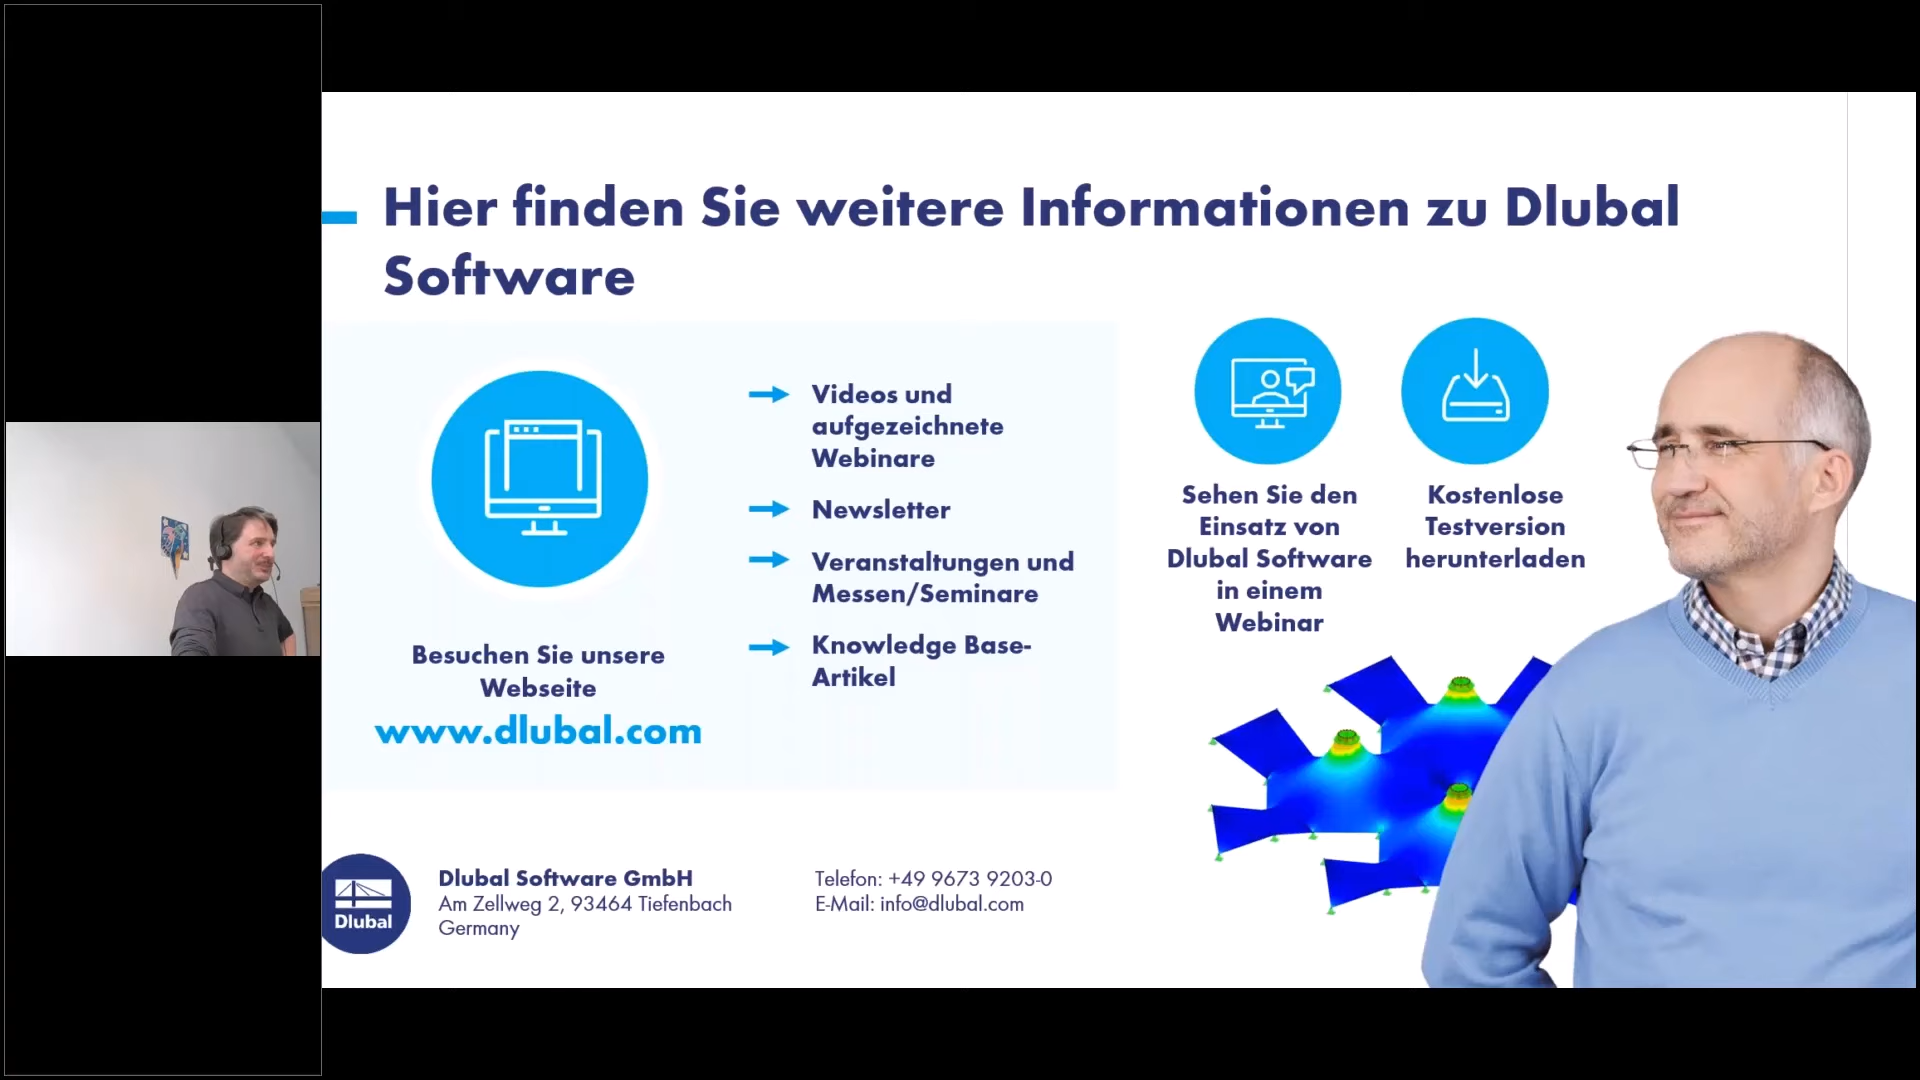 Hier finden Sie weitere Informationen zu Dlubal
Software
Besuchen Sie unsere
Webseite
www.dlubal.com
Videos und
aufgezeichnete
Webinare
Newsletter
Veranstaltungen und
Messen/Seminare
Knowledge Base-
Artikel
Sehen Sie den
Einsatz von
Dlubal Software
in einem
Webinar
Kostenlose
Testversion
herunterladen
Dlubal
Dlubal Software GmbH
Am Zellweg 2, 93464 Tiefenbach
Germany
Telefon: +49 9673 9203-0
E-Mail: info@dlubal.com